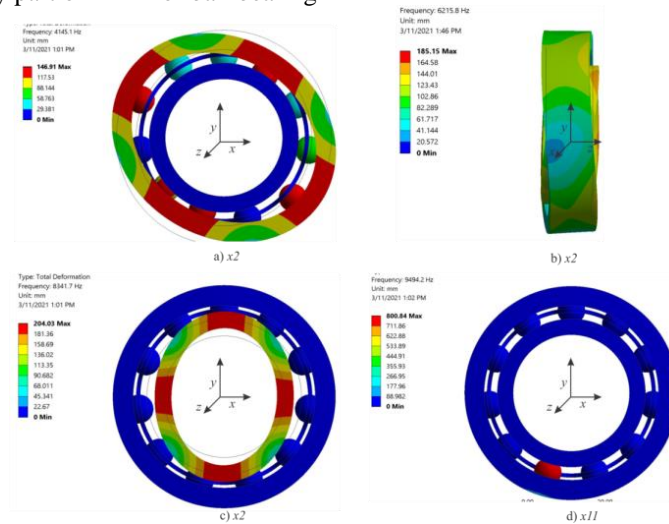 Type: Total Deformation
Frequency: 4145.1 Hz
Unit: mm
3/11/2021 1:01 PM
146.91 Max
117.53
88.144
58.763
29.381
0 Min
y
x
z
a) x2
Frequency: 6215.8 Hz
Unit: mm
3/11/2021 1:46 PM
185.15 Max
164.58
144.01
123.43
102.86
82.289
61.717
41.144
20.572
0 Min
y
z
b) x2
Type: Total Deformation
Frequency: 8341.7 Hz
Unit: mm
3/11/2021 1:01 PM
204.03 Max
181.36
158.69
136.02
113.35
90.682
68.011
45.341
22.67
0 Min
y
x
z
c) x2
Frequency: 9494.2 Hz
Unit: mm
3/11/2021 1:02 PM
800.84 Max
711.86
622.88
533.89
444.91
355.93
266.95
177.96
88.982
0 Min
y
x
z
d) x11